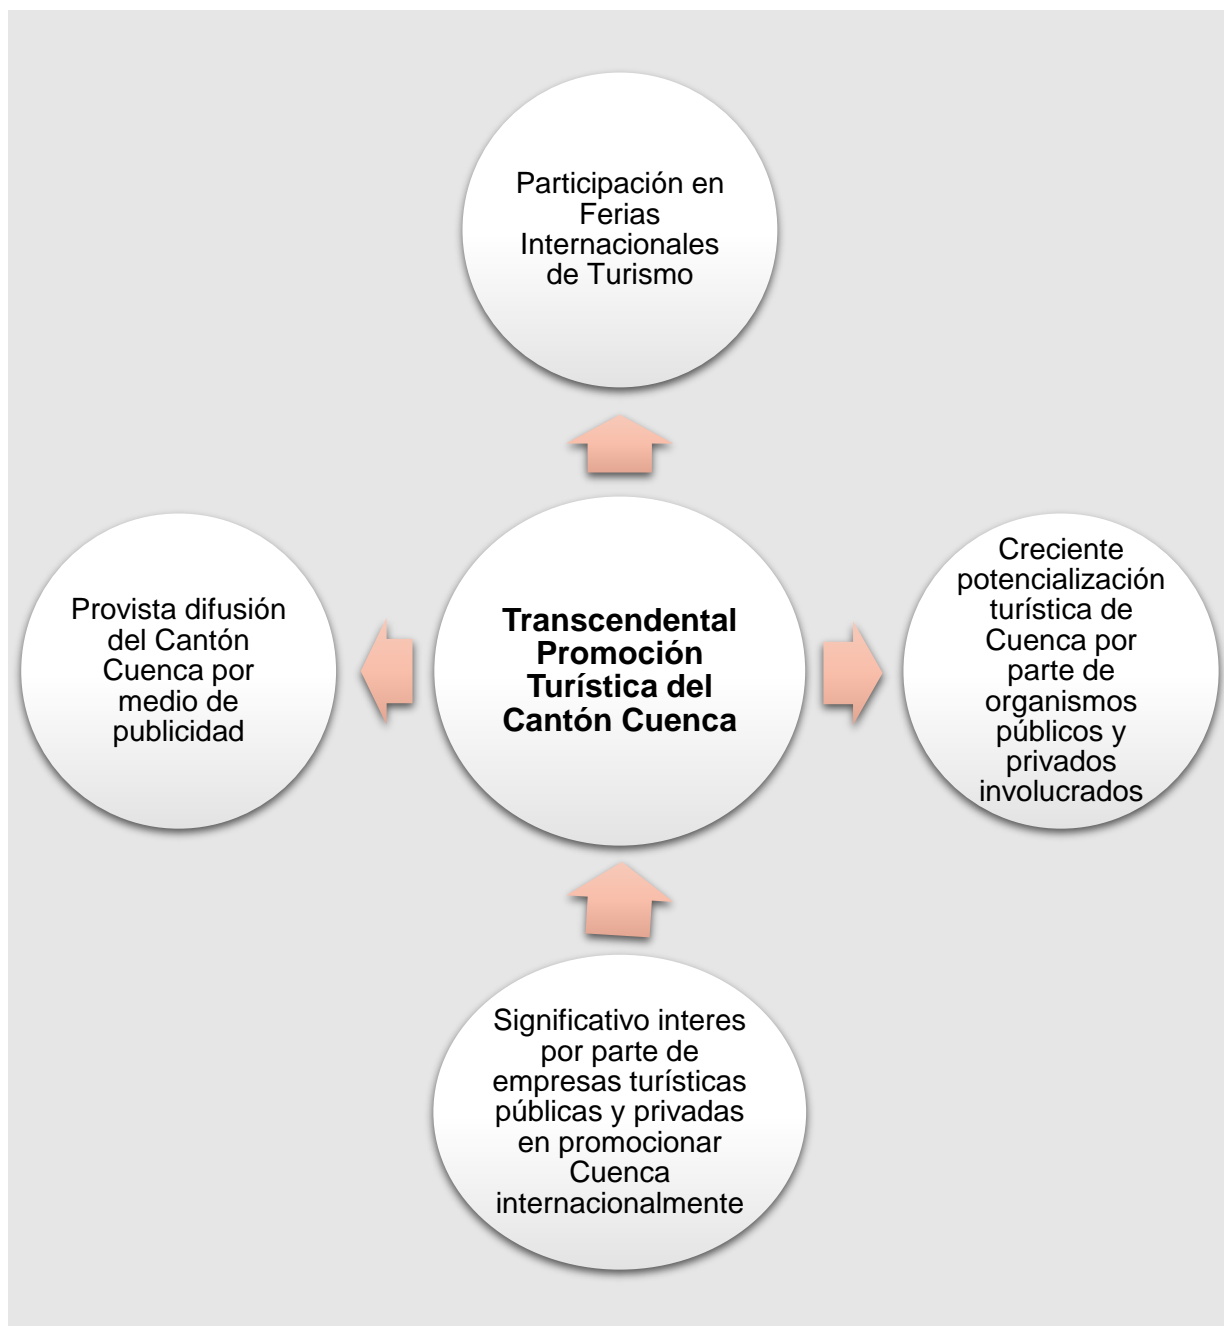 Participación en
Ferias
Internacionales
de Turismo
Provista difusión
del Cantón
Cuenca por
medio de
publicidad
Transcendental
Promoción
Turística del
Cantón Cuenca
Creciente
potencialización
turística de
Cuenca por
parte de
organismos
públicos y
privados
involucrados
Significativo interes
por parte de
empresas turísticas
públicas y privadas
en promocionar
Cuenca
internacionalmente